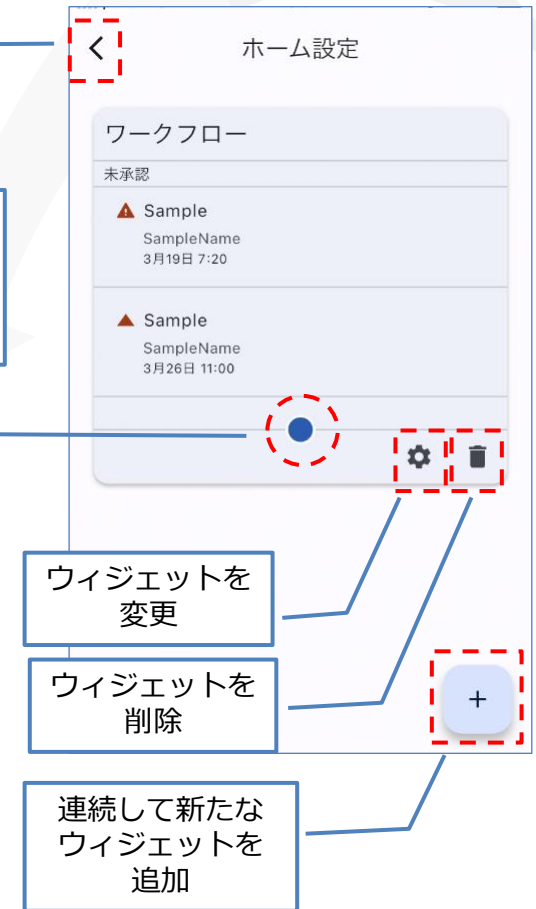 ホーム設定
ワークフロー
未承認
Sample
SampleName
3月19日 7:20
Sample
SampleName
3月26日 11:00
ウィジェットを
変更
ウィジェットを
削除
+
連続して新たな
ウィジェットを
追加